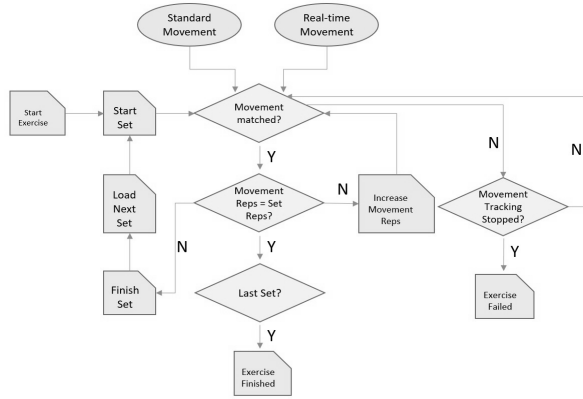 Standard
Movement
Real-time
Movement
Start
Exercise
Start
Set
Movement
matched?
N
N
Y
Load
Next
Set
Movement
Reps = Set
Reps?
N
Increase
Movement
Reps
Movement
Tracking
Stopped?
N
Y
Y
Finish
Set
Last Set?
Exercise
Failed
Y
Exercise
Finished